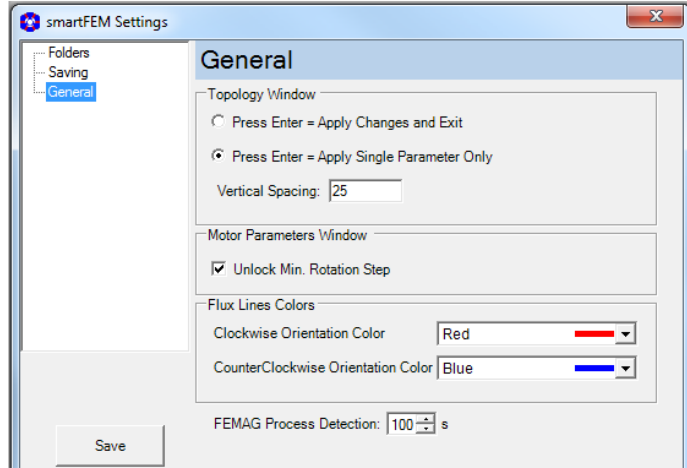 smartFEM Settings
Folders
Saving
General
General
Topology Window
Press Enter = Apply Changes and Exit
Press Enter = Apply Single Parameter Only
Vertical Spacing: 25
Motor Parameters Window
Unlock Min. Rotation Step
Flux Lines Colors
Clockwise Orientation Color Red
CounterClockwise Orientation Color Blue
FEMAG Process Detection: 100 s
Save